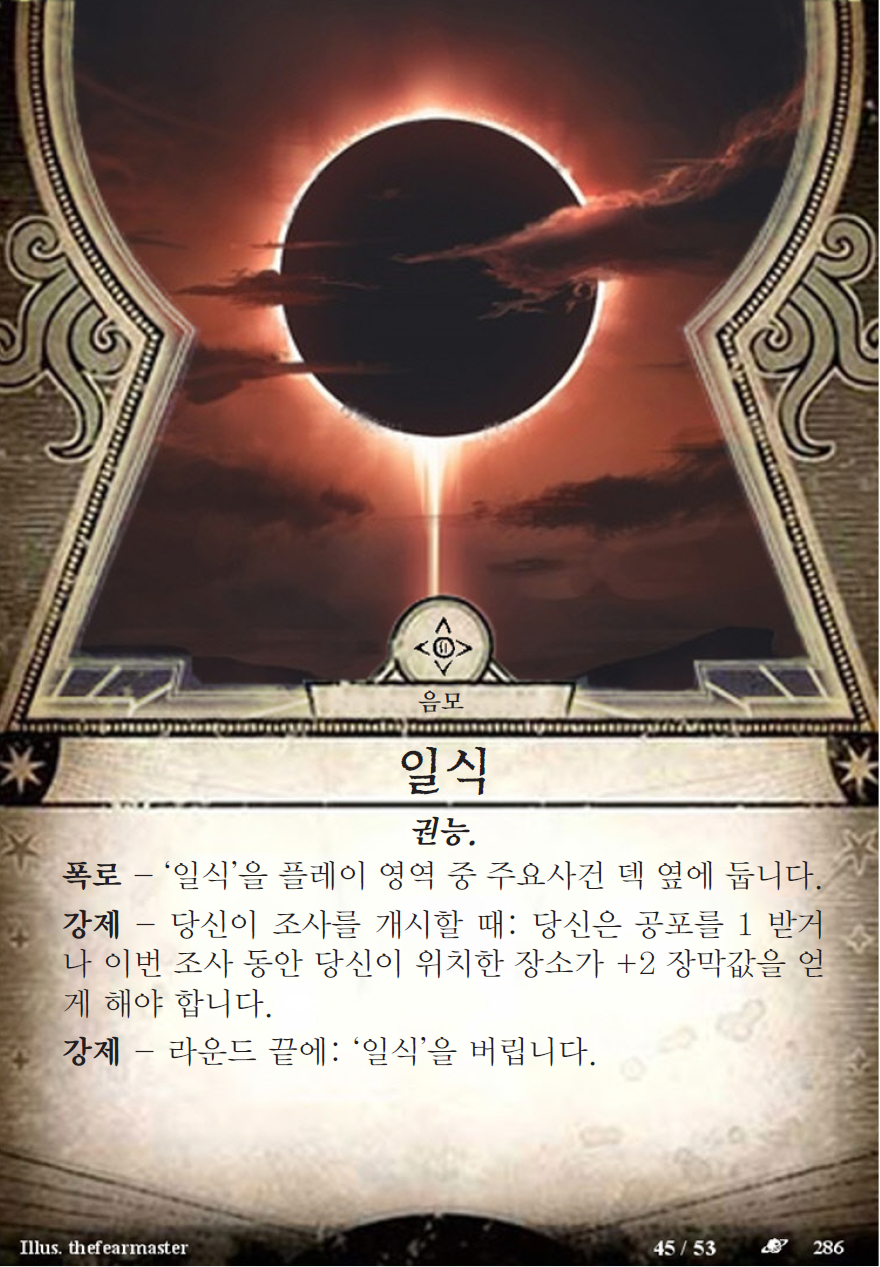 음모
일식
권능.
폭로 – ‘일식’을 플레이 영역 중 주요사건 덱 옆에 둡니다.
강제 – 당신이 조사를 개시할 때: 당신은 공포를 1 받거
나 이번 조사 동안 당신이 위치한 장소가 +2 장막값을 얻
게 해야 합니다.
강제 – 라운드 끝에: ‘일식’을 버립니다.
Illus. thefearmaster
45 / 53
286